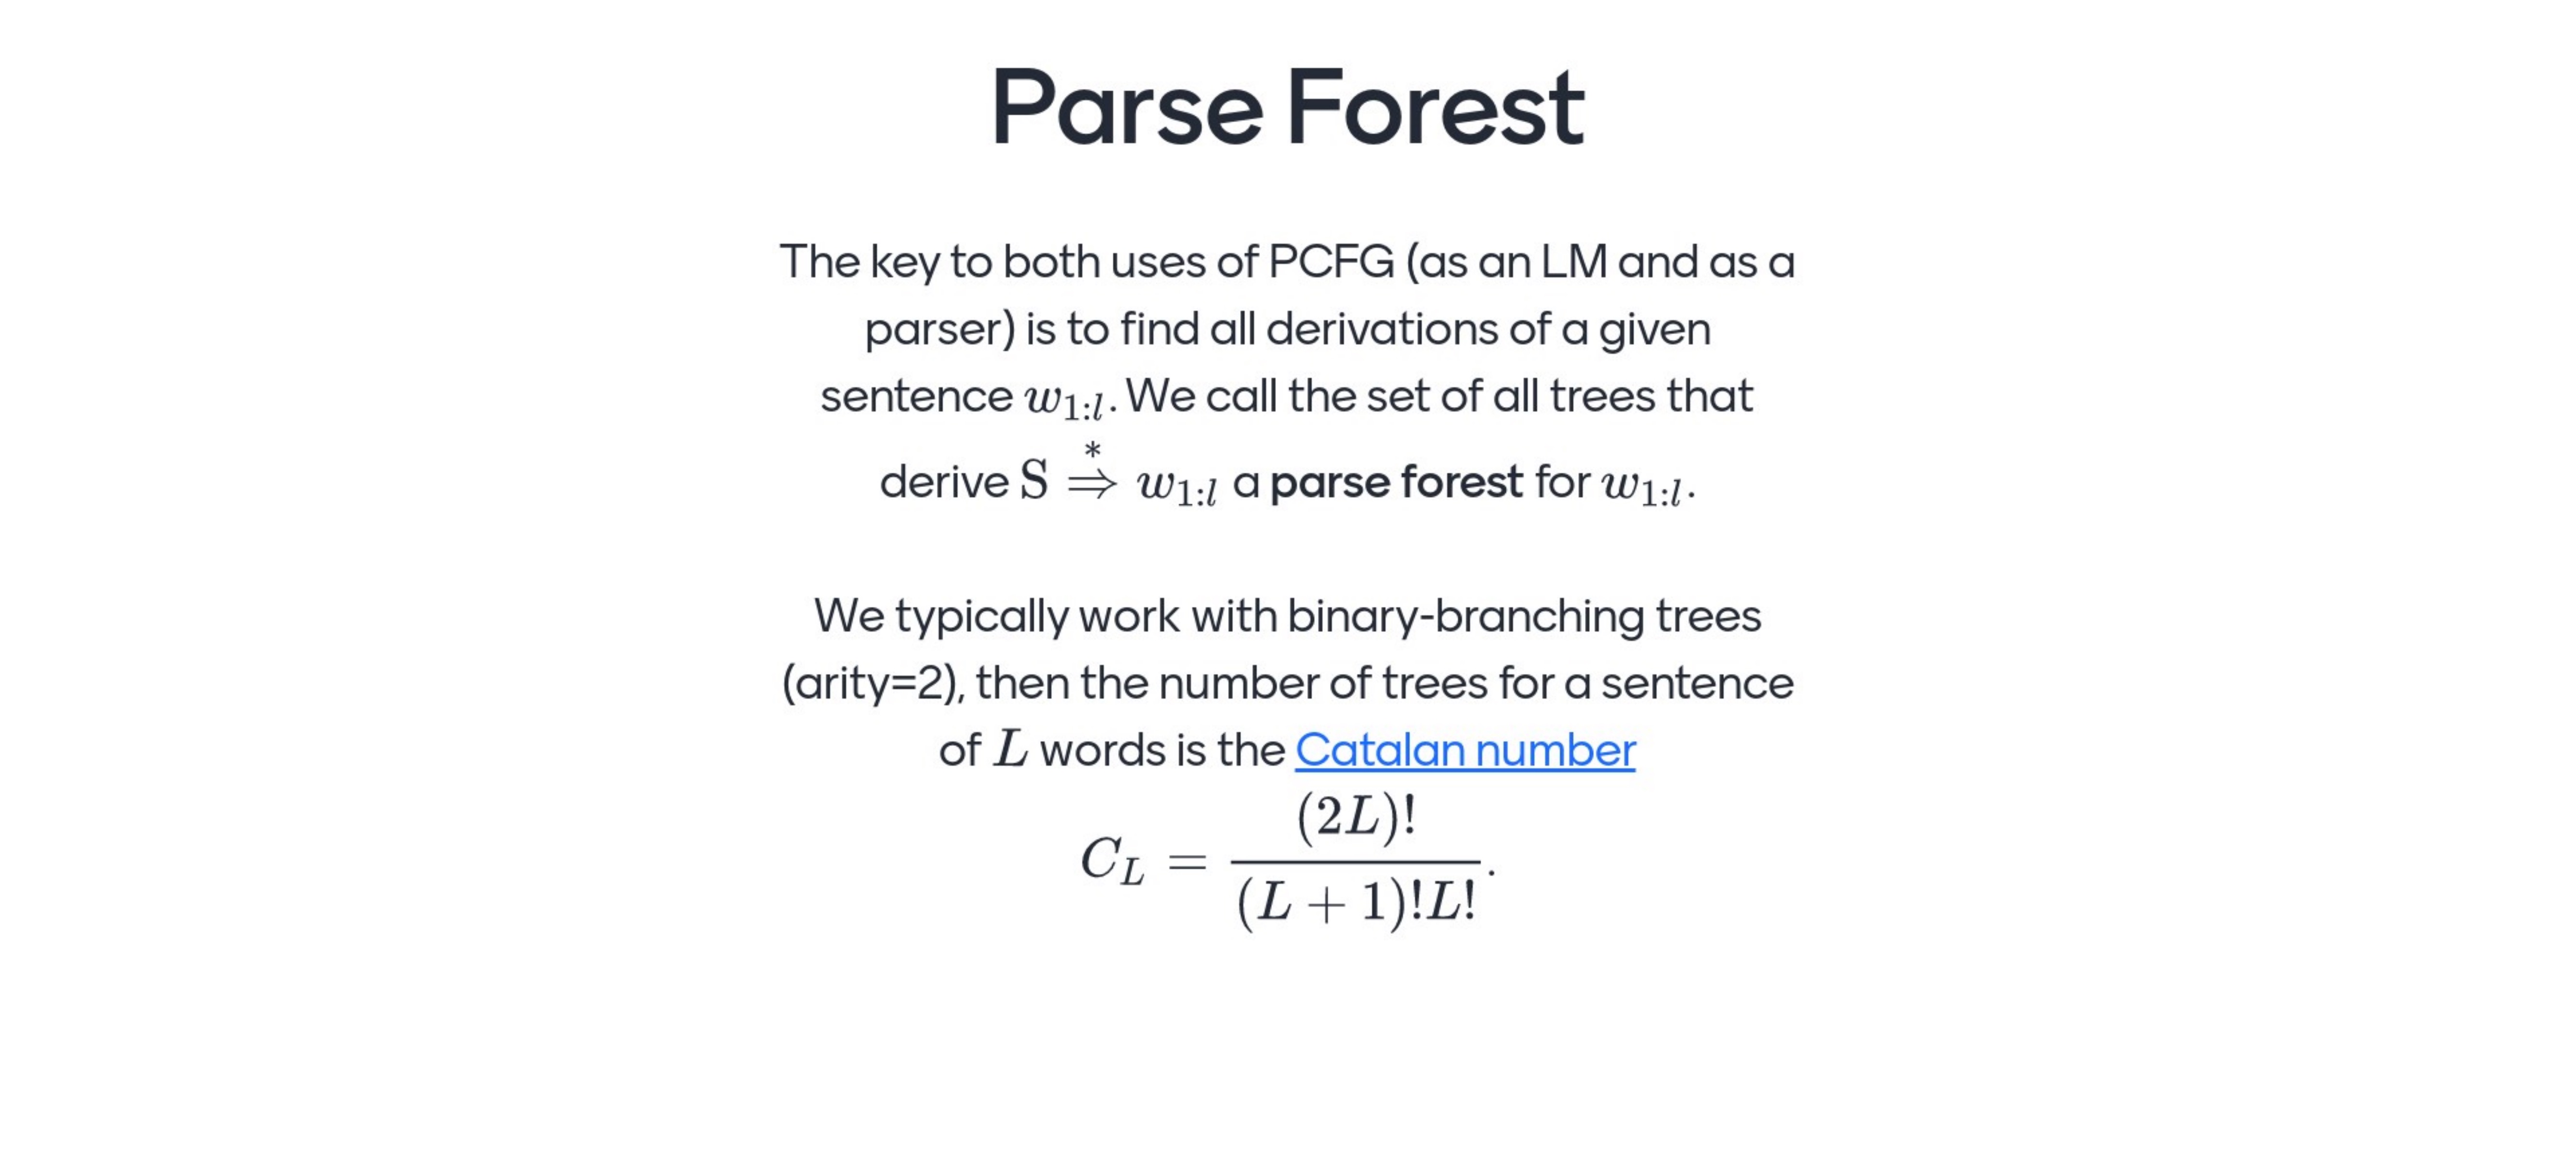 Parse Forest
The key to both uses of PCFG (as an LM and as a
parser) is to find all derivations of a given
sentence $w_{1:l}$. We call the set of all trees that
derive $\mathrm{S} \overset{*}{\Rightarrow} w_{1:l}$ a parse forest for $w_{1:l}$.
We typically work with binary-branching trees
(arity=2), then the number of trees for a sentence
of $L$ words is the Catalan number
$C_L = \frac{(2L)!}{(L+1)!L!}.$